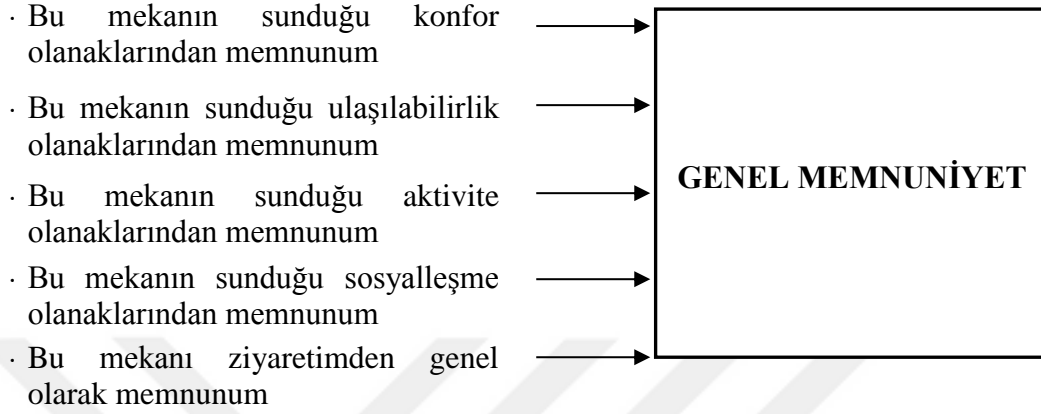 · Bu mekanın sunduğu konfor
olanaklarından memnunum
· Bu mekanın sunduğu ulaşılabilirlik
olanaklarından memnunum
· Bu mekanın sunduğu aktivite
olanaklarından memnunum
· Bu mekanın sunduğu sosyalleşme
olanaklarından memnunum
· Bu mekanı ziyaretimden genel
olarak memnunum
GENEL MEMNUNİYET